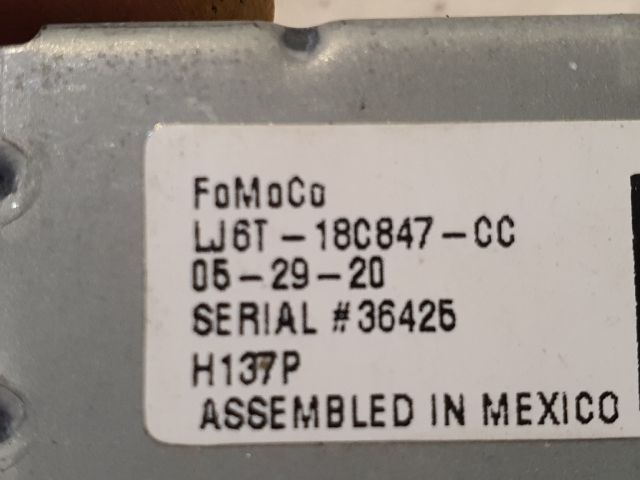 FoMoCo
LJ6T-18C847-CC
05-29-20
SERIAL #36425
H137P
ASSEMBLED IN MEXICO